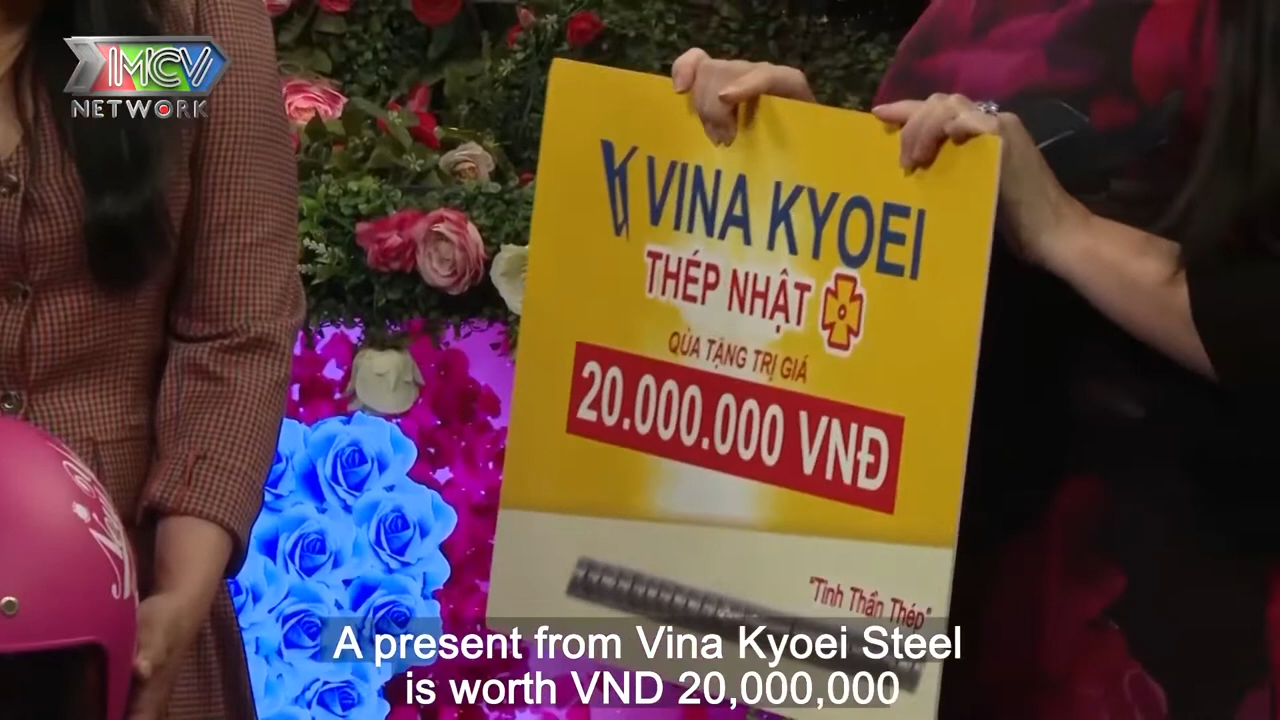 MCV
NETWORK
VINA KYOEI
THÉP NHẬT
QÙA TẶNG TRỊ GIÁ
20.000.000 VNĐ
"Tinh Thần Thép"
A present from Vina Kyoei Steel
is worth VND 20,000,000